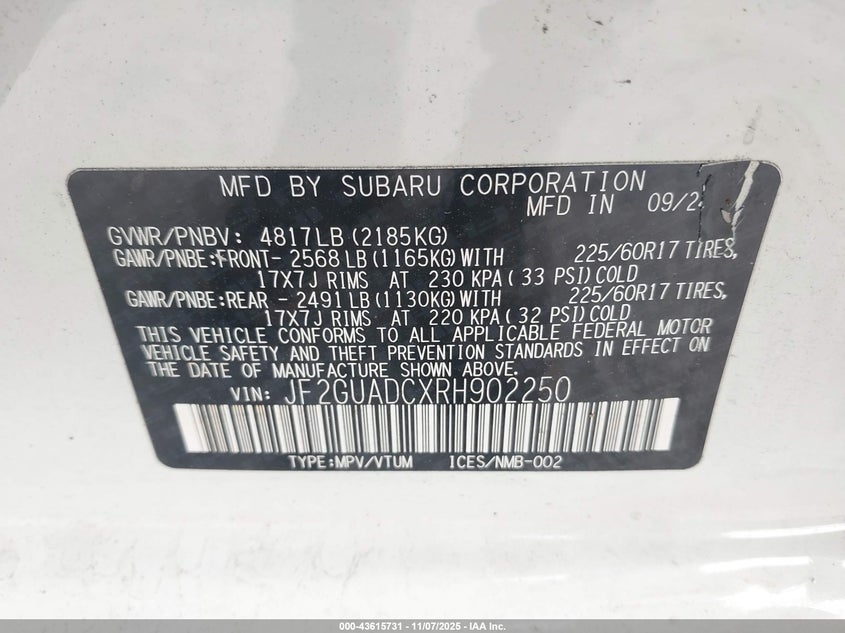 MFD BY SUBARU CORPORATION
MFD IN 09/24
GVWR/PNBV: 4817LB (2185KG)
GAWR/PNBE:FRONT- 2568 LB (1165KG) WITH 225/60R17 TIRES,
17X7J RIMS AT 230 KPA ( 33 PSI) COLD
GAWR/PNBE:REAR - 2491 LB (1130KG) WITH 225/60R17 TIRES,
17X7J RIMS AT 220 KPA ( 32 PSI) COLD
THIS VEHICLE CONFORMS TO ALL APPLICABLE FEDERAL MOTOR
VEHICLE SAFETY AND THEFT PREVENTION STANDARDS IN EFFECT ON
THE DATE OF MANUFACTURE SHOWN ABOVE.
VIN: JF2GUADCXRH902250
TYPE:MPV/VTUM ICES/NMB-002
000-43615731 - 11/07/2025 - IAA Inc.